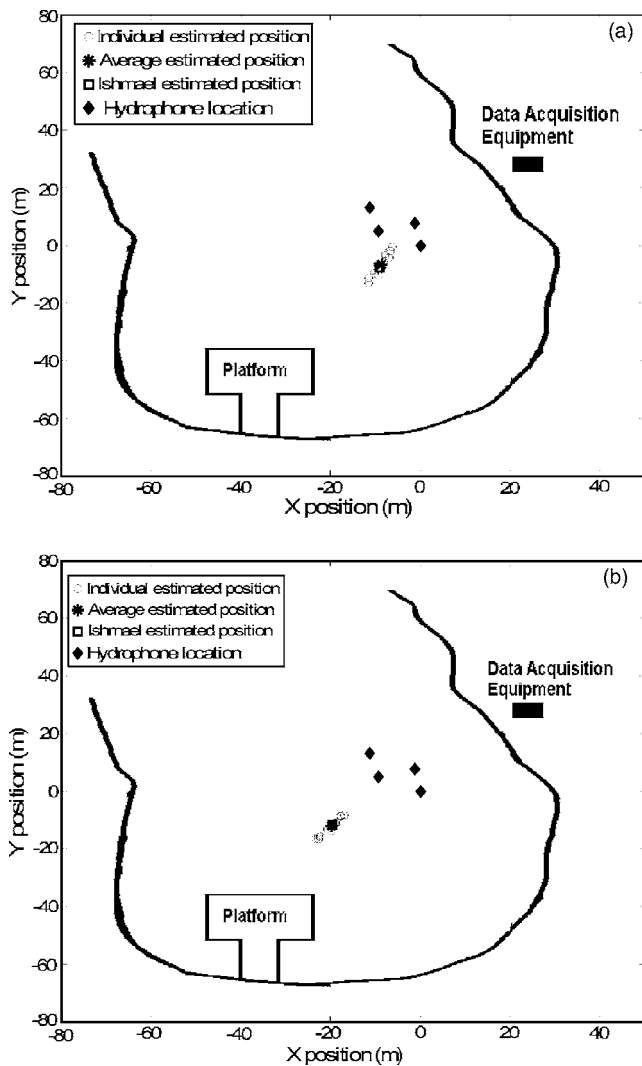 (a)
Individual estimated position
Average estimated position
Ishmael estimated position
Hydrophone location
Data Acquisition
Equipment
Platform
80
60
40
20
0
-20
-40
-60
-80
Y position (m)
-80
-60
-40
-20
0
20
40
X position (m)
(b)
Individual estimated position
Average estimated position
Ishmael estimated position
Hydrophone location
Data Acquisition
Equipment
Platform
80
60
40
20
0
-20
-40
-60
-80
Y position (m)
-80
-60
-40
-20
0
20
40
X position (m)